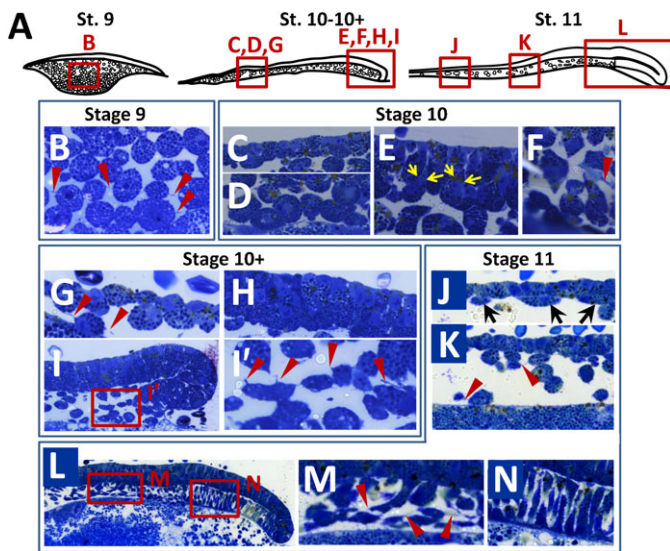 A
St. 9
St. 10-10+
St. 11
B
C,D,G
E,F,H,I
J
K
L
Stage 9
Stage 10
B
C
D
E
F
Stage 10+
Stage 11
G
H
I
I'
I'
J
K
L
M
N
M
N